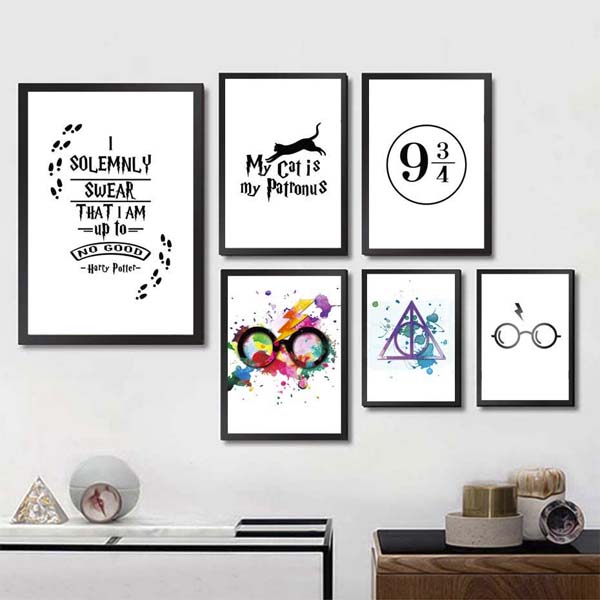 I
SOLEMNLY
SWEAR
THAT I AM
up to
NO GOOD
-Harry Potter-
My Cat is
my Patronus
9 3/4